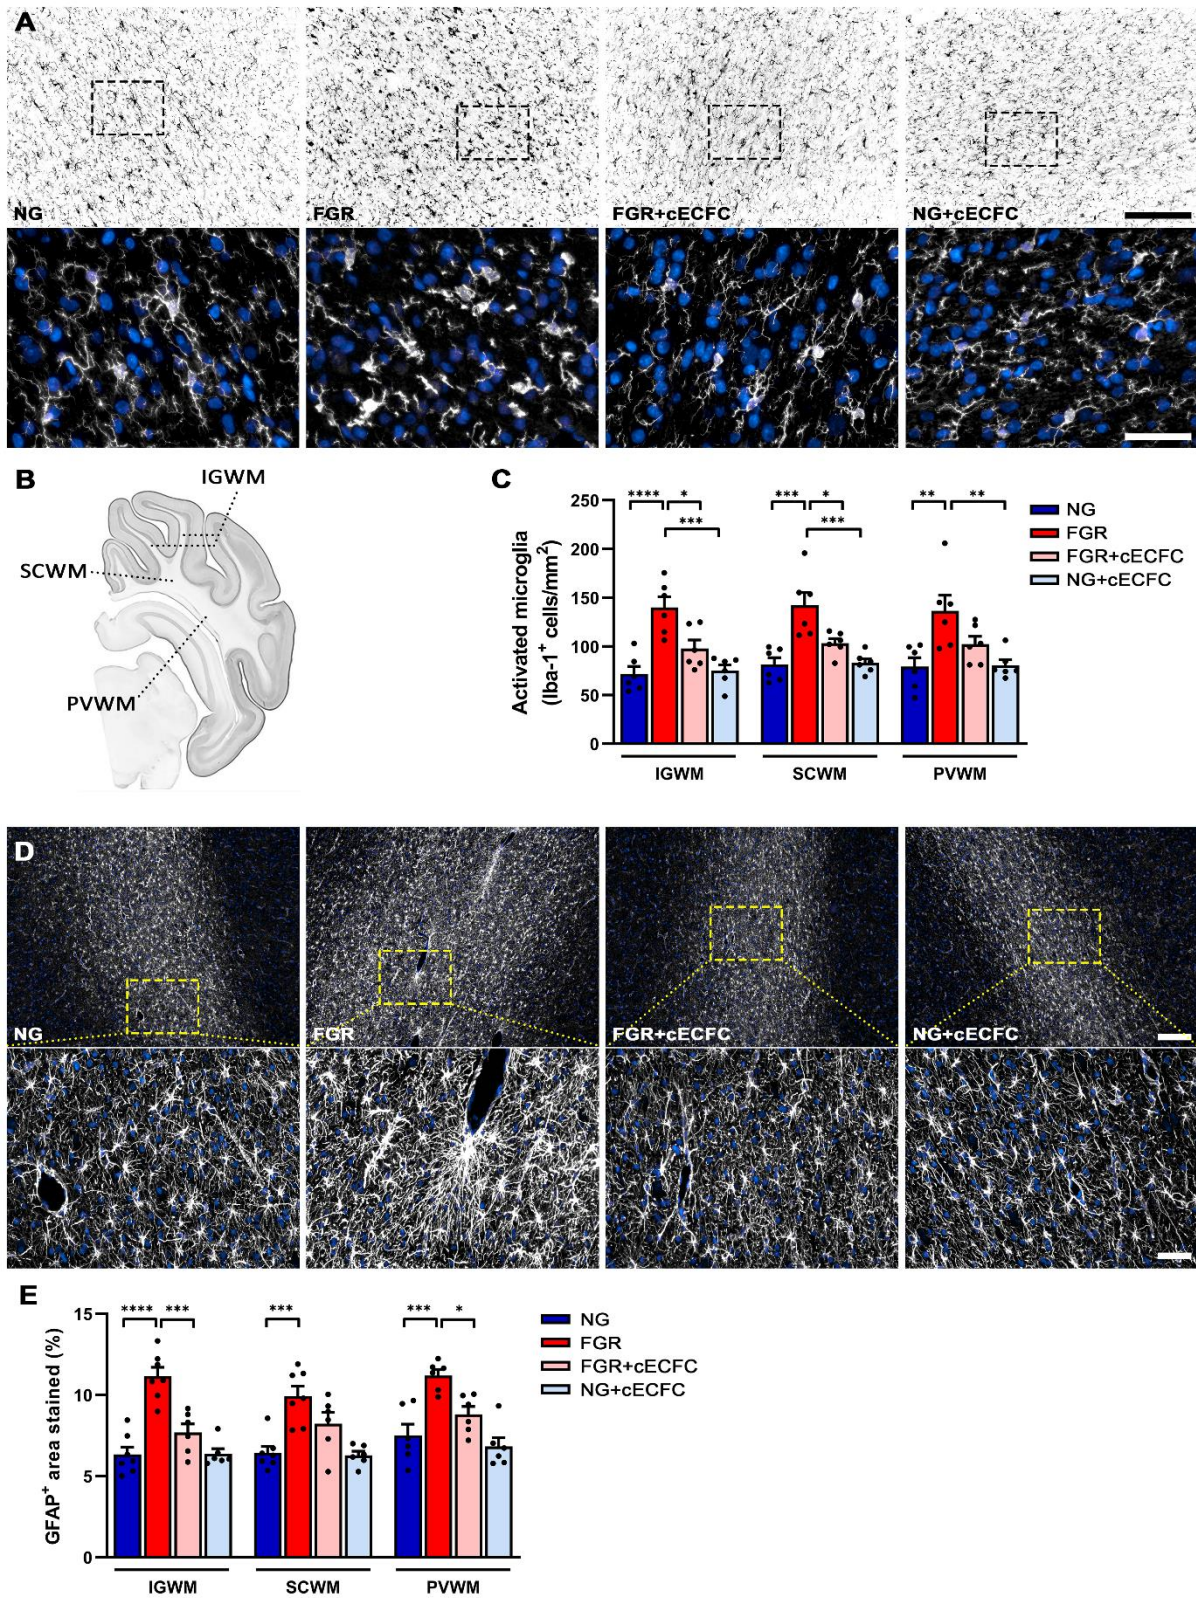 A
NG
FGR
FGR+cECFC
NG+cECFC
B
IGWM
SCWM
PVWM
C
Activated microglia
(Iba-1⁺ cells/mm²)
250
200
150
100
50
0
**** * ***
*** * ***
** **
IGWM
SCWM
PVWM
NG
FGR
FGR+cECFC
NG+cECFC
D
NG
FGR
FGR+cECFC
NG+cECFC
E
GFAP⁺ area stained (%)
15
10
5
0
**** ***
***
*** *
IGWM
SCWM
PVWM
NG
FGR
FGR+cECFC
NG+cECFC